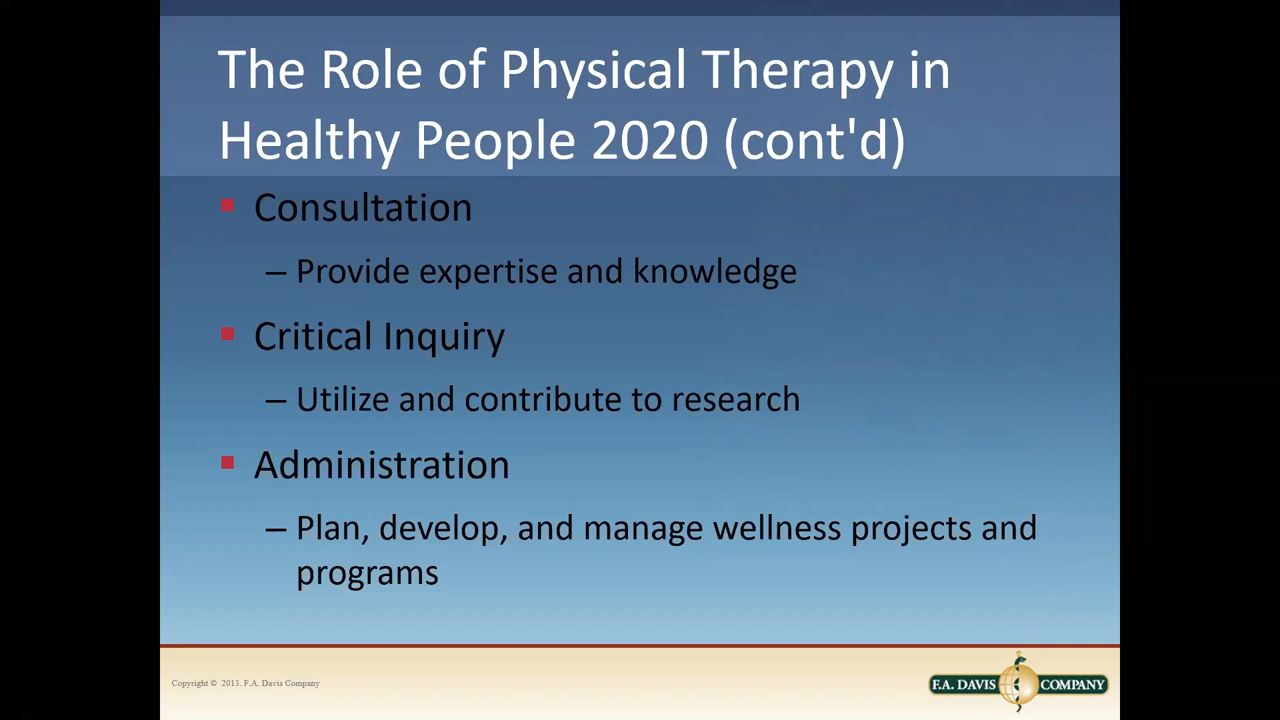 The Role of Physical Therapy in
Healthy People 2020 (cont'd)
Consultation
– Provide expertise and knowledge
Critical Inquiry
– Utilize and contribute to research
Administration
– Plan, develop, and manage wellness projects and
programs
Copyright © 2013. F.A. Davis Company
F.A. DAVIS COMPANY